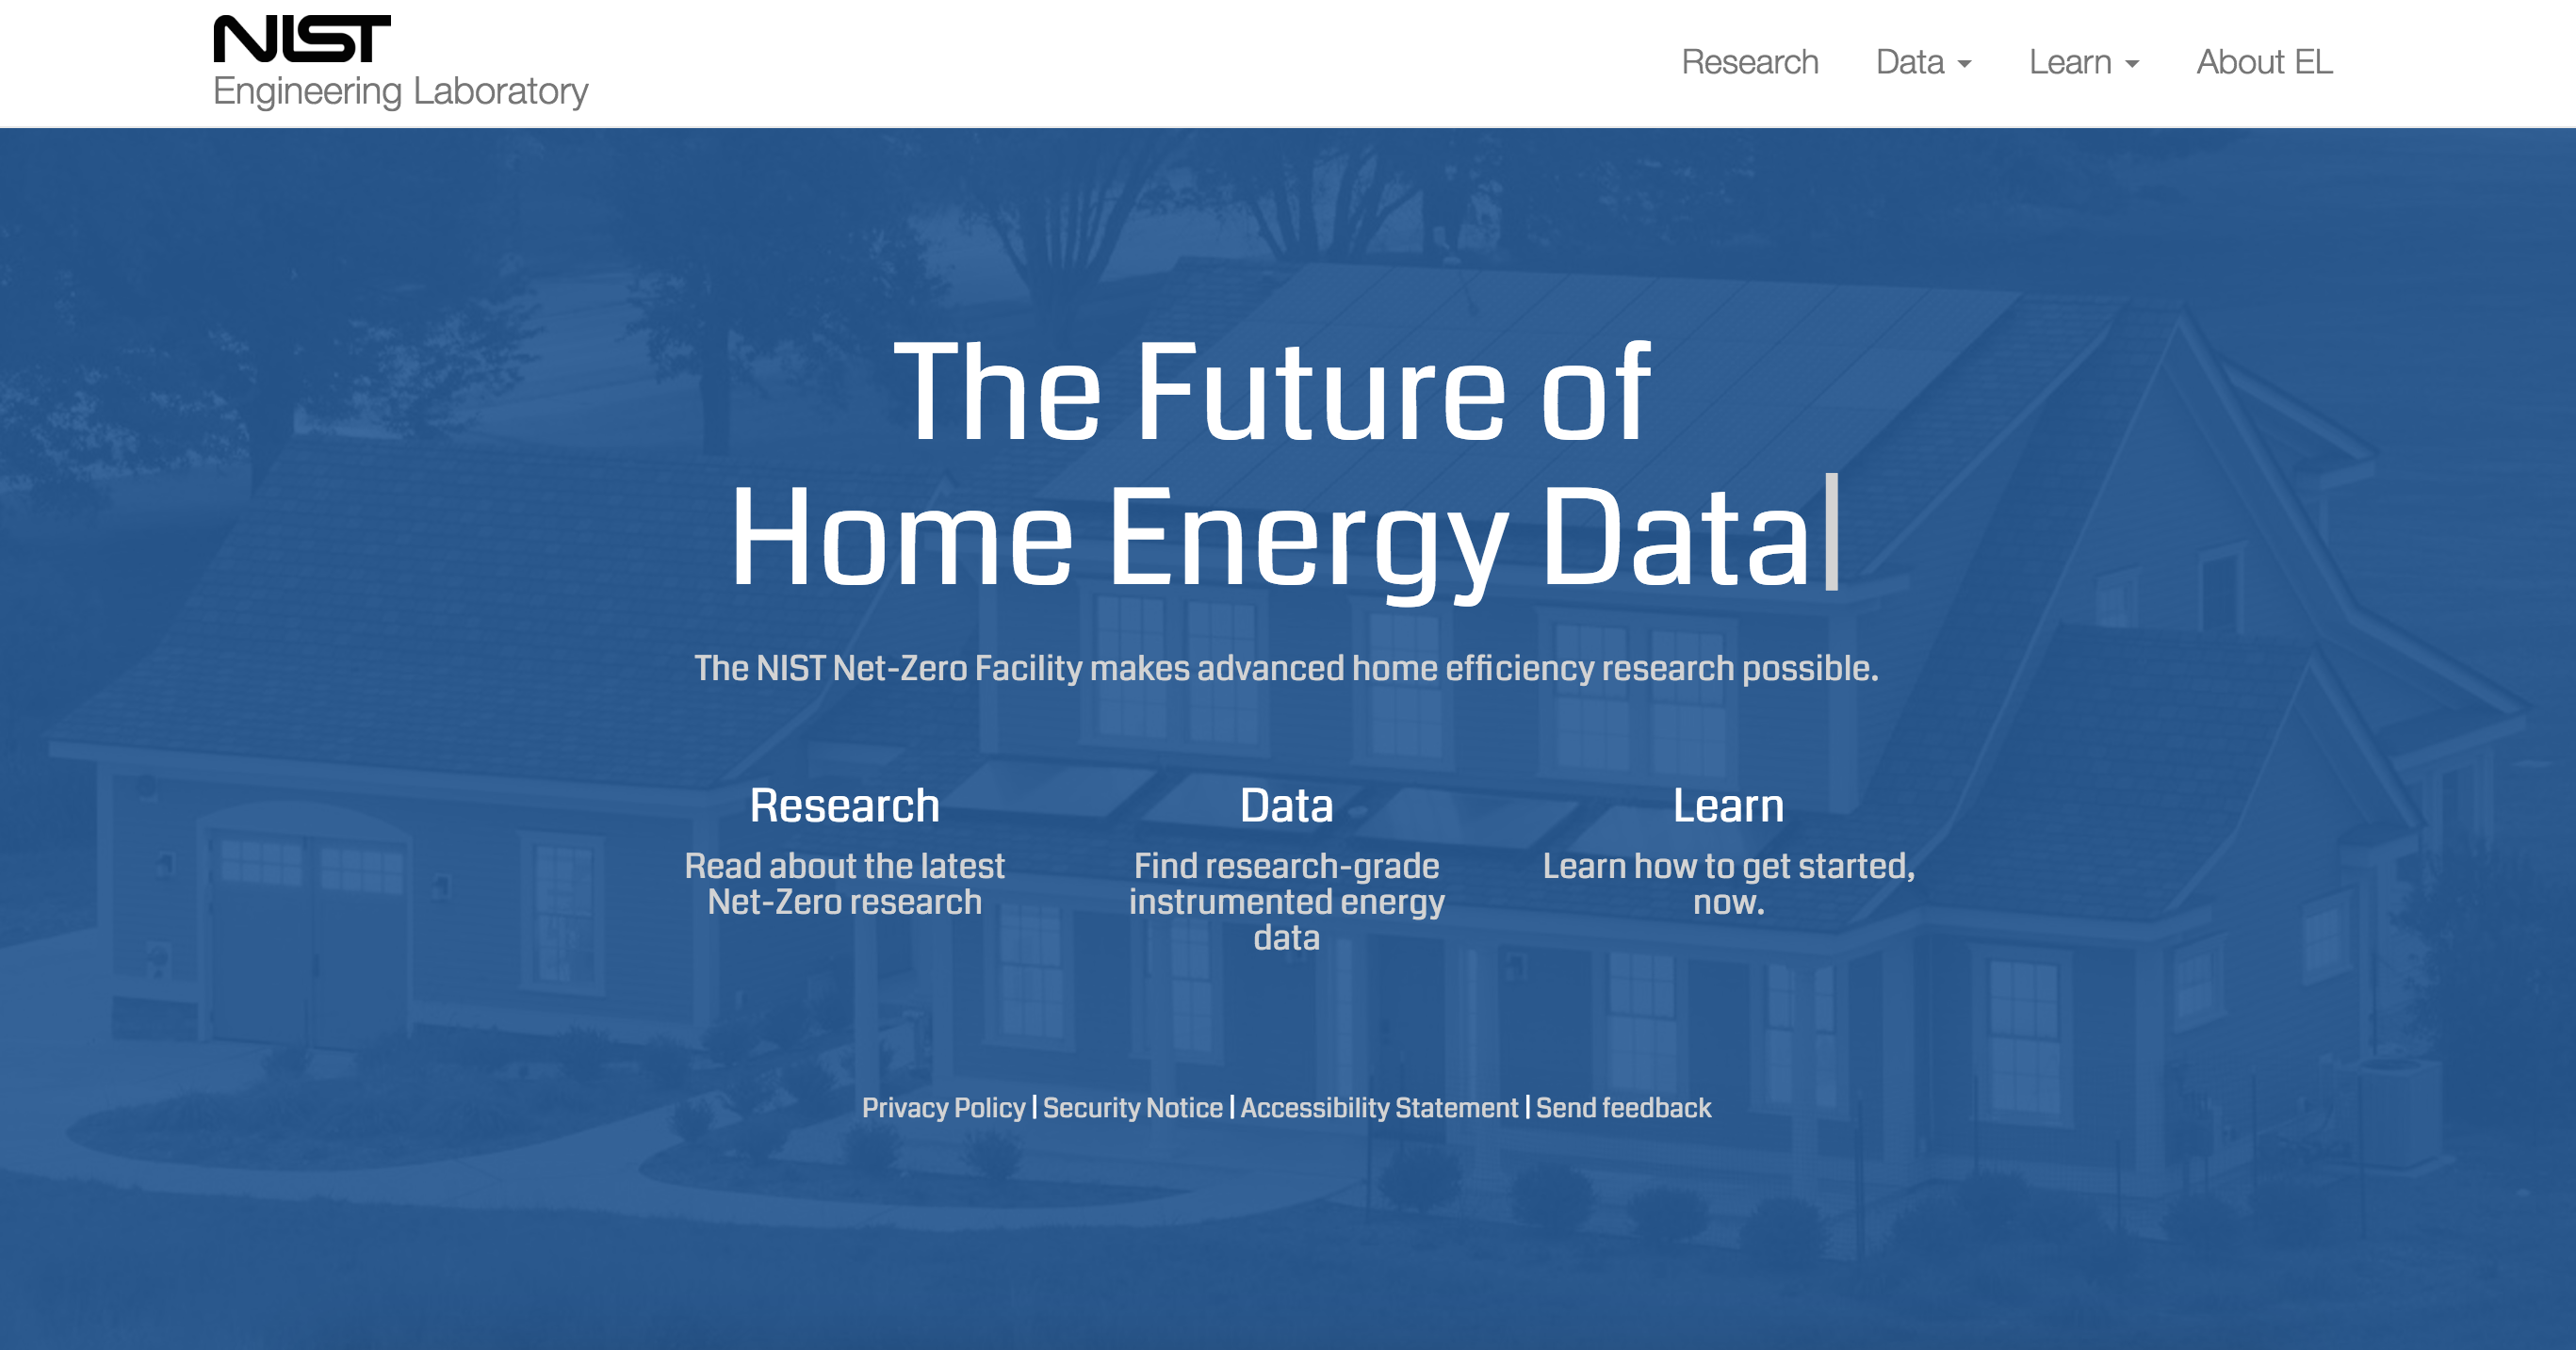 NIST
Engineering Laboratory
Research Data Learn About EL
The Future of
Home Energy Data
The NIST Net-Zero Facility makes advanced home efficiency research possible.
Research
Read about the latest
Net-Zero research
Data
Find research-grade
instrumented energy
data
Learn
Learn how to get started,
now.
Privacy Policy | Security Notice | Accessibility Statement | Send feedback